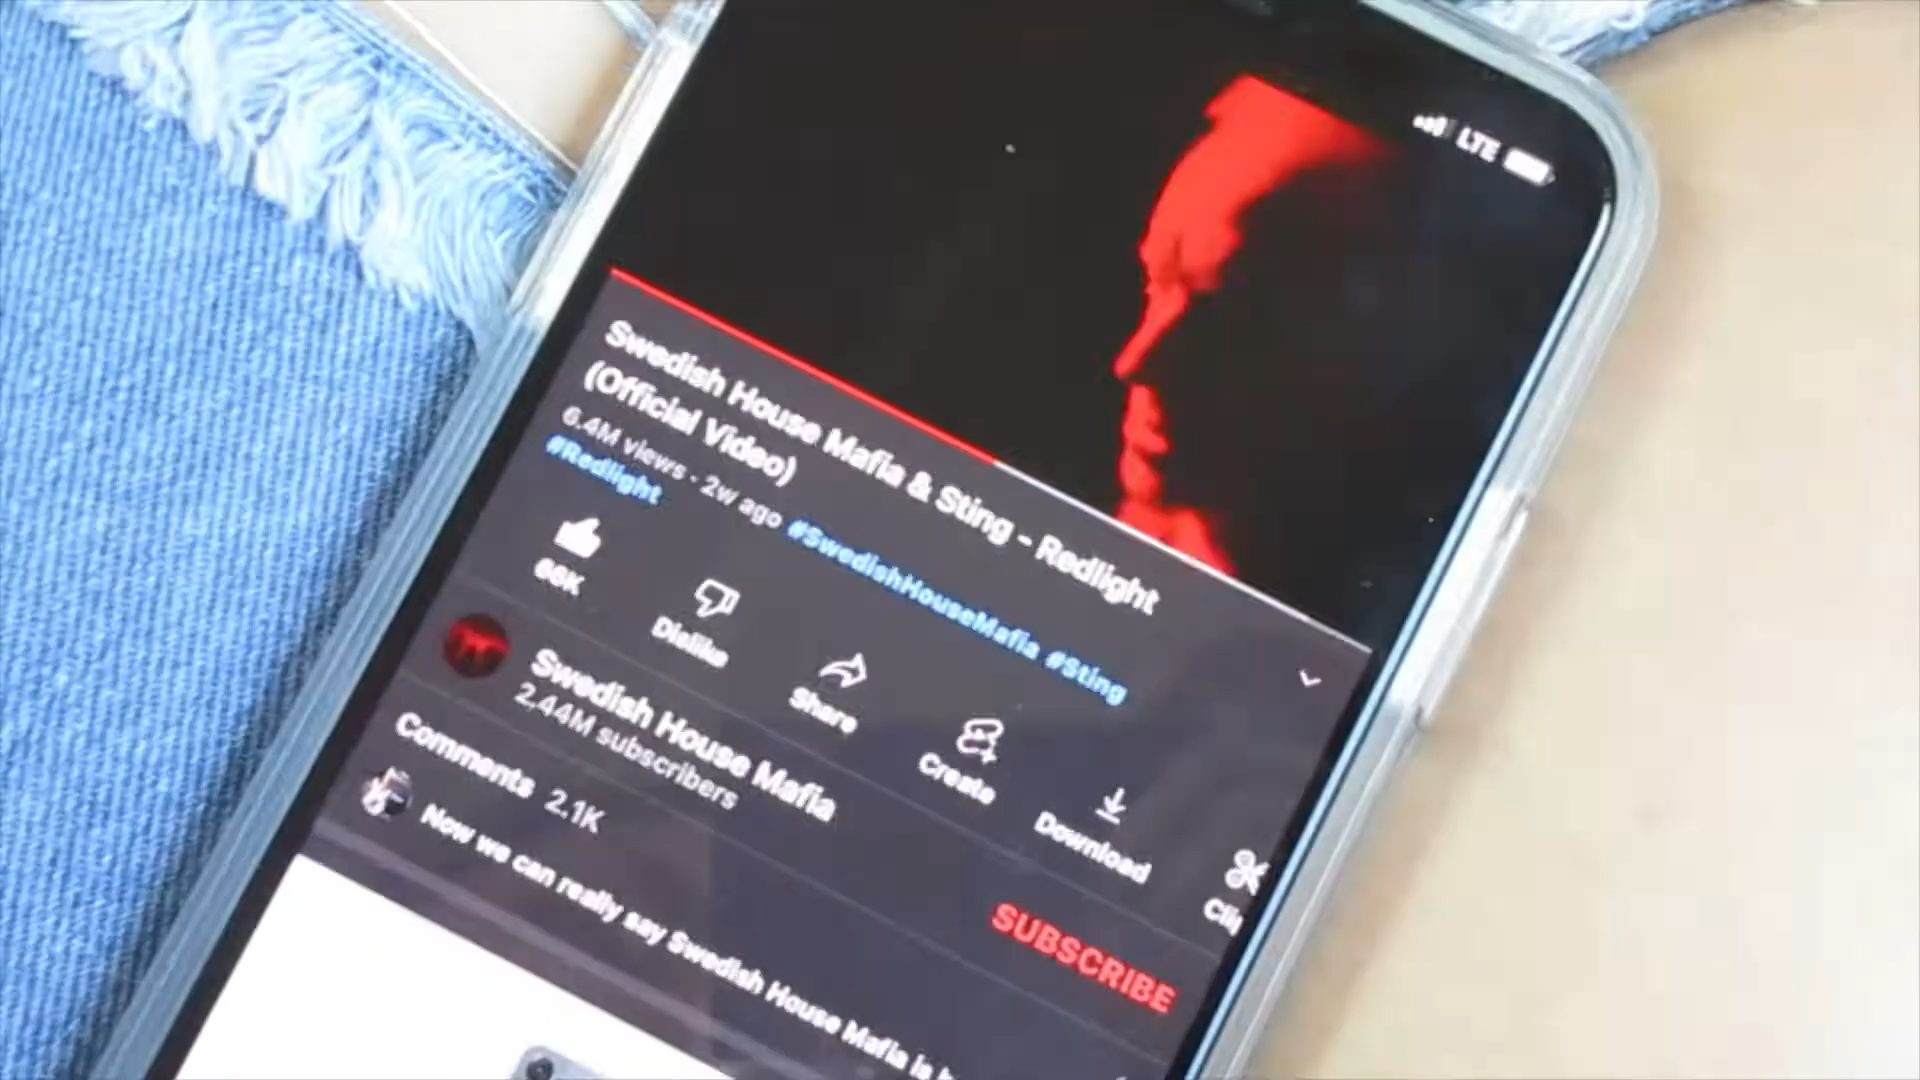 LTE
Swedish House Mafia & Sting - Redlight
(Official Video)
6.4M views · 2w ago #SwedishHouseMafia #Sting
#Redlight
66K
Dislike
Share
Create
Download
Swedish House Mafia
2.44M subscribers
SUBSCRIBE
Comments 2.1K
Now we can really say Swedish House Mafia is